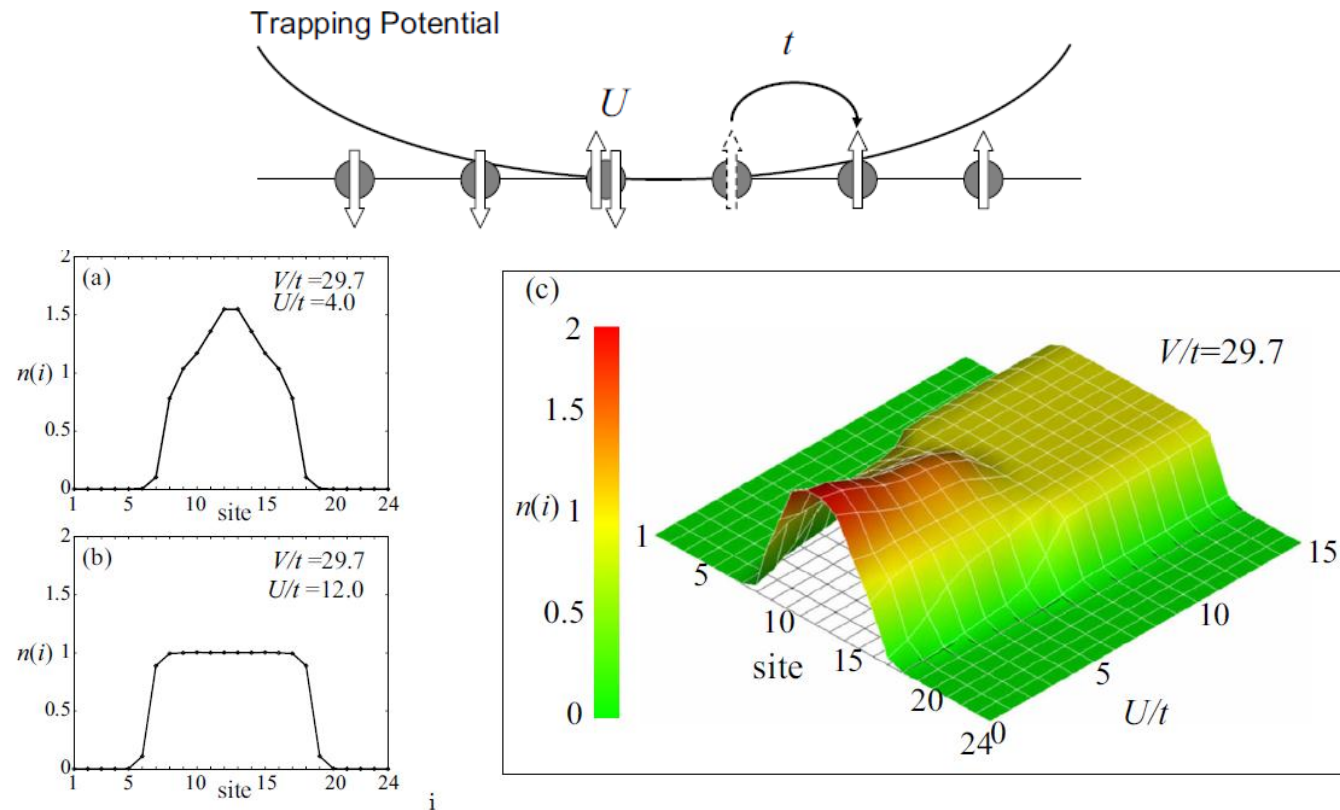 Trapping Potential
t
U
(a)
V/t =29.7
U/t =4.0
2
1.5
n(i) 1
0.5
0
1 5 10 15 20 24
site
(b)
V/t =29.7
U/t =12.0
2
1.5
n(i) 1
0.5
0
1 5 10 15 20 24
site
i
(c)
V/t=29.7
2
1.5
1
0.5
0
n(i)
1
5
10
15
20
24
site
0
5
10
15
U/t